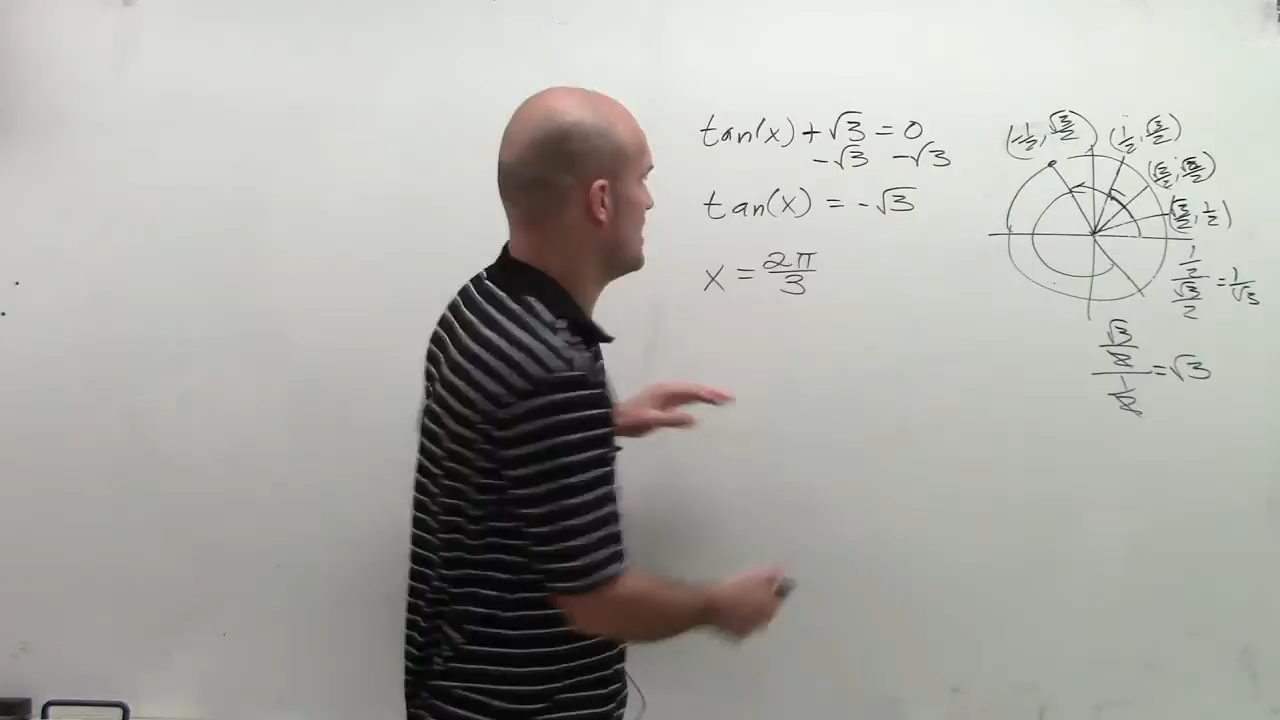 tan(x) + √3 = 0
-√3 -√3
tan(x) = -√3
x = 2π/3
(-1/2, √3/2) (1/2, √3/2)
(√2/2, √2/2)
(√3/2, 1/2)
(1/2)/(√3/2) = 1/√3
(√3/2)/(1/2) = √3